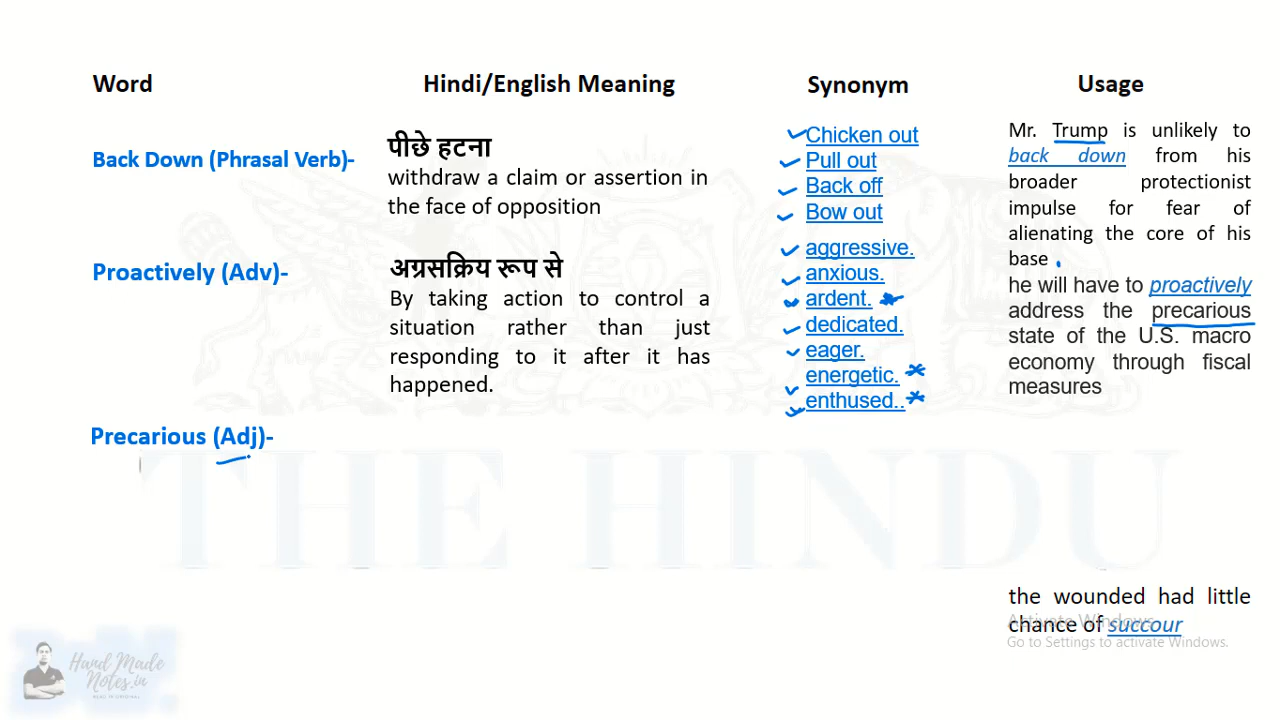 Word
Hindi/English Meaning
Synonym
Usage
Back Down (Phrasal Verb)-
पीछे हटना
withdraw a claim or assertion in
the face of opposition
Chicken out
Pull out
Back off
Bow out
Mr. Trump is unlikely to
back down from his
broader protectionist
impulse for fear of
alienating the core of his
base .
Proactively (Adv)-
अग्रसक्रिय रूप से
By taking action to control a
situation rather than just
responding to it after it has
happened.
aggressive.
anxious.
ardent.
dedicated.
eager.
energetic.
enthused..
he will have to proactively
address the precarious
state of the U.S. macro
economy through fiscal
measures
Precarious (Adj)-
THE HINDU
the wounded had little
chance of succour
Activate Windows
Go to Settings to activate Windows.
Hand Made
Notes.in